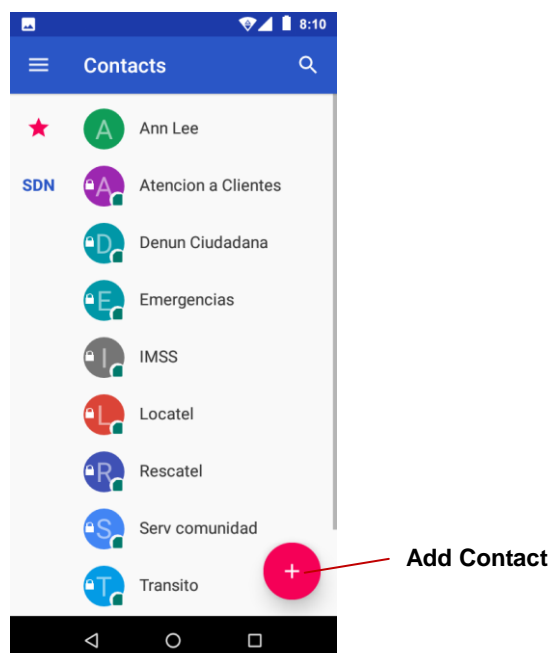 8:10
Contacts
A Ann Lee
SDN A Atencion a Clientes
D Denun Ciudadana
E Emergencias
I IMSS
L Locatel
R Rescatel
S Serv comunidad
+ Add Contact
T Transito